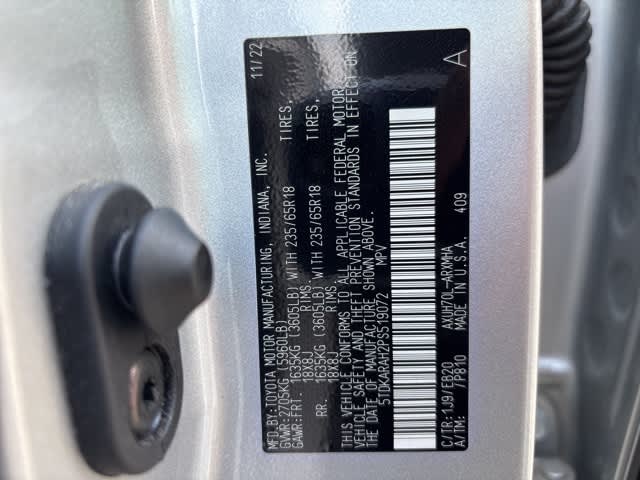 MFD.BY:TOYOTA MOTOR MANUFACTURING, INDIANA, INC. 11/22
GVWR:2705KG (5960LB)
GAWR:FRT. 1635KG (3605LB) WITH 235/65R18 TIRES,
18X8J RIMS
RR. 1635KG (3605LB) WITH 235/65R18 TIRES,
18X8J RIMS
THIS VEHICLE CONFORMS TO ALL APPLICABLE FEDERAL MOTOR
VEHICLE SAFETY AND THEFT PREVENTION STANDARDS IN EFFECT ON
THE DATE OF MANUFACTURE SHOWN ABOVE.
5TDKARAH2PS519072 MPV
C/TR:1J9/EB20 AXUH70L-ARXMHA 409 A
A/TM: /P810 MADE IN U.S.A.